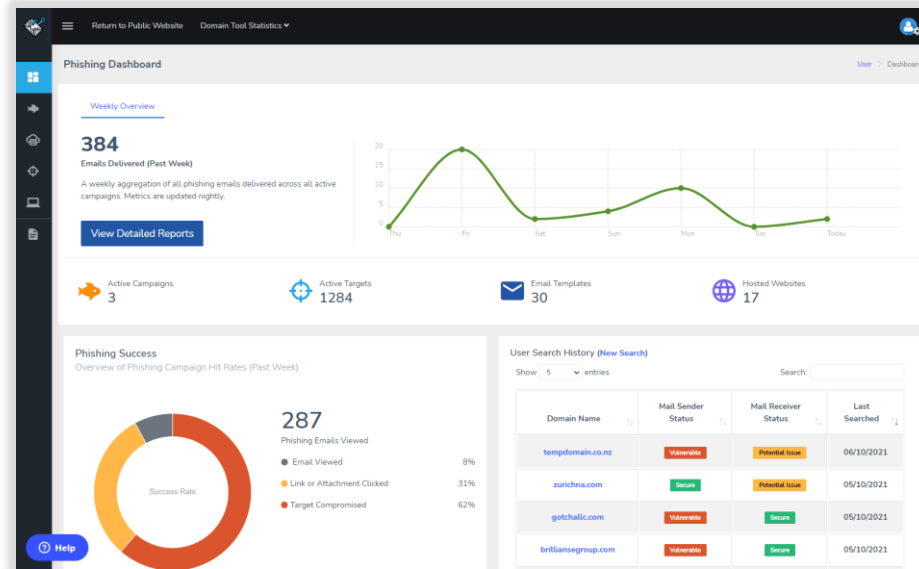 Return to Public Website Domain Tool Statistics
Phishing Dashboard
User Dashboard
Weekly Overview
384
Emails Delivered (Past Week)
A weekly aggregation of all phishing emails delivered across all active
campaigns. Metrics are updated nightly.
View Detailed Reports
20
15
10
5
0
Thu Fri Sat Sun Mon Tue Today
Active Campaigns
3
Active Targets
1284
Email Templates
30
Hosted Websites
17
Phishing Success
Overview of Phishing Campaign Hit Rates (Past Week)
Success Rate
287
Phishing Emails Viewed
Email Viewed 8%
Link or Attachment Clicked 31%
Target Compromised 62%
User Search History (New Search)
Show 5 entries Search:
Domain Name Mail Sender Status Mail Receiver Status Last Searched
tempdomain.co.nz Vulnerable Potential Issue 06/10/2021
zurichna.com Secure Potential Issue 05/10/2021
gotchallc.com Vulnerable Secure 05/10/2021
brilliansegroup.com Vulnerable Secure 05/10/2021
Help